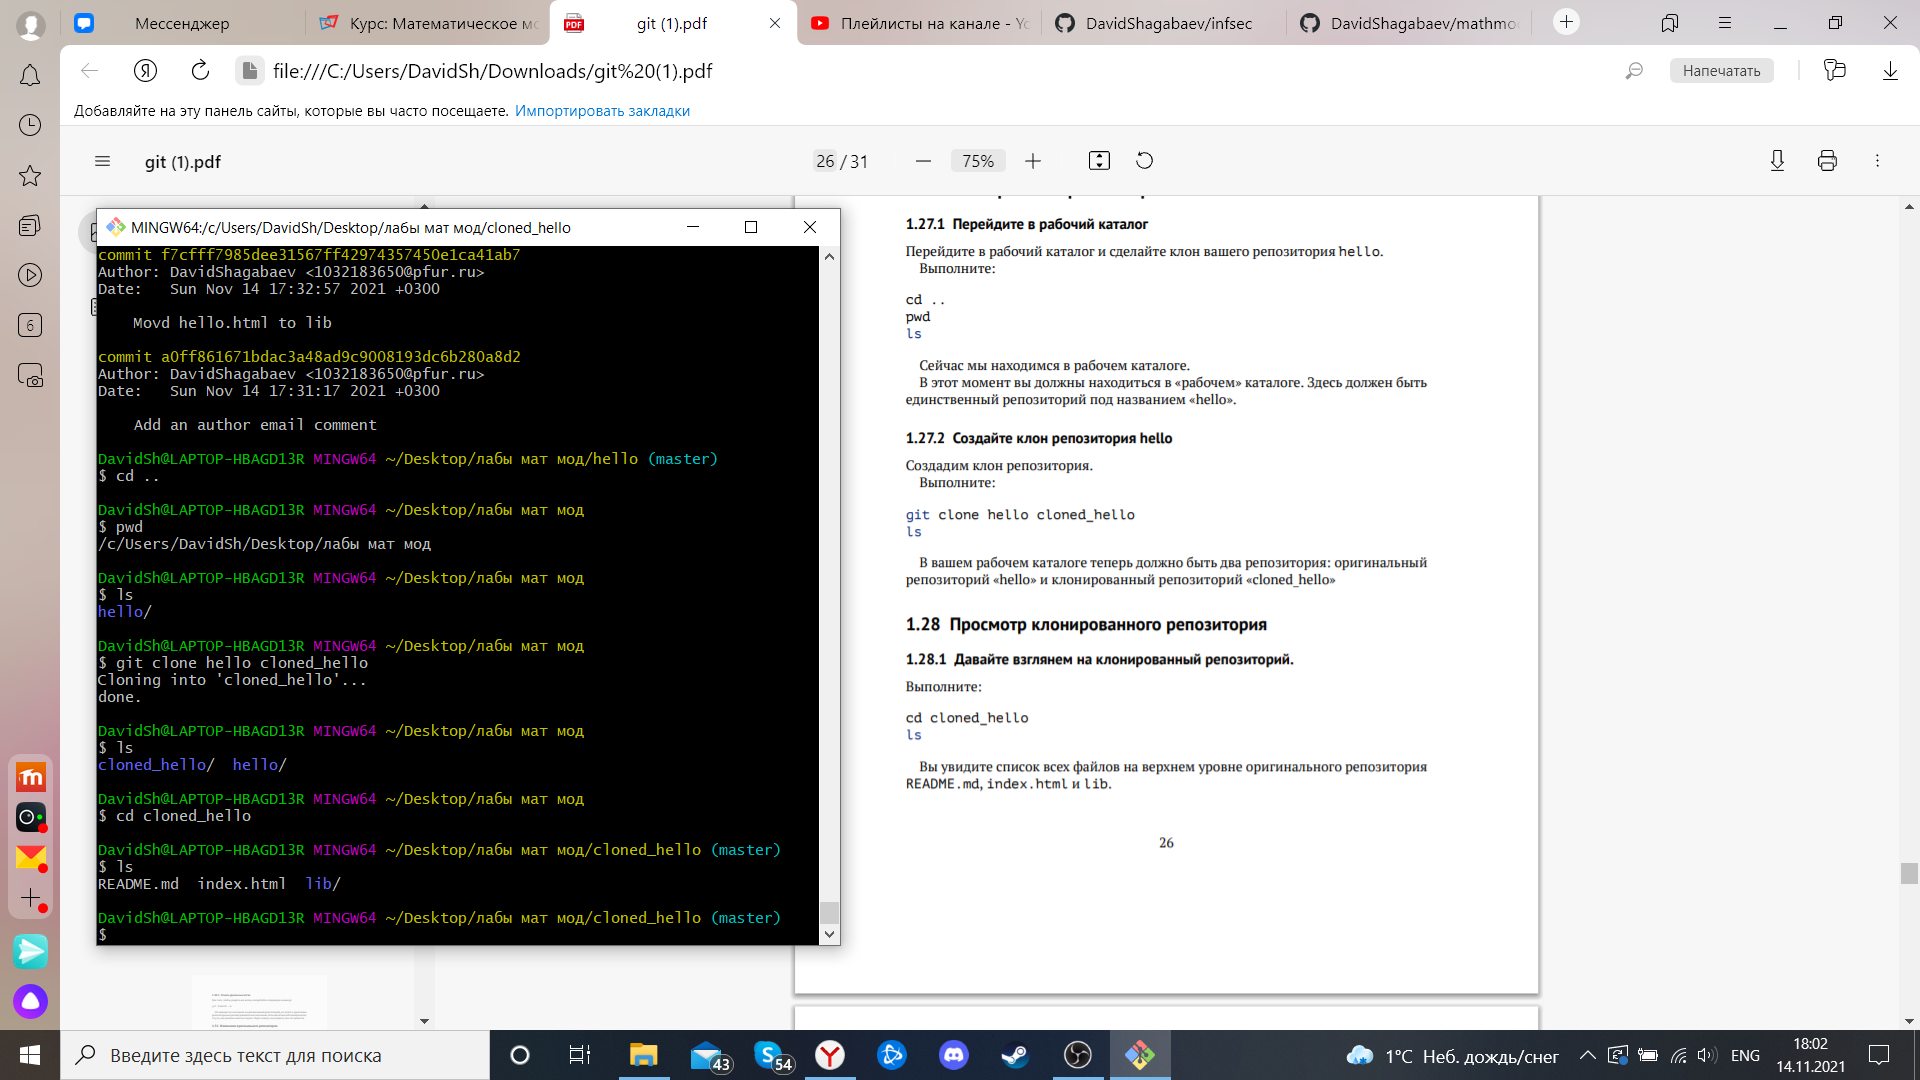 Мессенджер
Курс: Математическое мо
git (1).pdf
Плейлисты на канале - Yo
DavidShagabaev/infsec
DavidShagabaev/mathmo
file:///C:/Users/DavidSh/Downloads/git%20(1).pdf
Напечатать
Добавляйте на эту панель сайты, которые вы часто посещаете. Импортировать закладки
git (1).pdf
26 / 31
75%
MINGW64:/c/Users/DavidSh/Desktop/лабы мат мод/cloned_hello
commit f7cfff7985dee31567ff42974357450e1ca41ab7
Author: DavidShagabaev <1032183650@pfur.ru>
Date:   Sun Nov 14 17:32:57 2021 +0300
Movd hello.html to lib
commit a0ff861671bdac3a48ad9c9008193dc6b280a8d2
Author: DavidShagabaev <1032183650@pfur.ru>
Date:   Sun Nov 14 17:31:17 2021 +0300
Add an author email comment
DavidSh@LAPTOP-HBAGD13R MINGW64 ~/Desktop/лабы мат мод/hello (master)
$ cd ..
DavidSh@LAPTOP-HBAGD13R MINGW64 ~/Desktop/лабы мат мод
$ pwd
/c/Users/DavidSh/Desktop/лабы мат мод
DavidSh@LAPTOP-HBAGD13R MINGW64 ~/Desktop/лабы мат мод
$ ls
hello/
DavidSh@LAPTOP-HBAGD13R MINGW64 ~/Desktop/лабы мат мод
$ git clone hello cloned_hello
Cloning into 'cloned_hello'...
done.
DavidSh@LAPTOP-HBAGD13R MINGW64 ~/Desktop/лабы мат мод
$ ls
cloned_hello/  hello/
DavidSh@LAPTOP-HBAGD13R MINGW64 ~/Desktop/лабы мат мод
$ cd cloned_hello
DavidSh@LAPTOP-HBAGD13R MINGW64 ~/Desktop/лабы мат мод/cloned_hello (master)
$ ls
README.md  index.html  lib/
DavidSh@LAPTOP-HBAGD13R MINGW64 ~/Desktop/лабы мат мод/cloned_hello (master)
$
1.27.1 Перейдите в рабочий каталог
Перейдите в рабочий каталог и сделайте клон вашего репозитория hello.
Выполните:
cd ..
pwd
ls
Сейчас мы находимся в рабочем каталоге.
В этот момент вы должны находиться в «рабочем» каталоге. Здесь должен быть
единственный репозиторий под названием «hello».
1.27.2 Создайте клон репозитория hello
Создадим клон репозитория.
Выполните:
git clone hello cloned_hello
ls
В вашем рабочем каталоге теперь должно быть два репозитория: оригинальный
репозиторий «hello» и клонированный репозиторий «cloned_hello»
1.28 Просмотр клонированного репозитория
1.28.1 Давайте взглянем на клонированный репозиторий.
Выполните:
cd cloned_hello
ls
Вы увидите список всех файлов на верхнем уровне оригинального репозитория
README.md, index.html и lib.
26
6
Введите здесь текст для поиска
43
54
1°C Неб. дождь/снег
ENG
18:02
14.11.2021